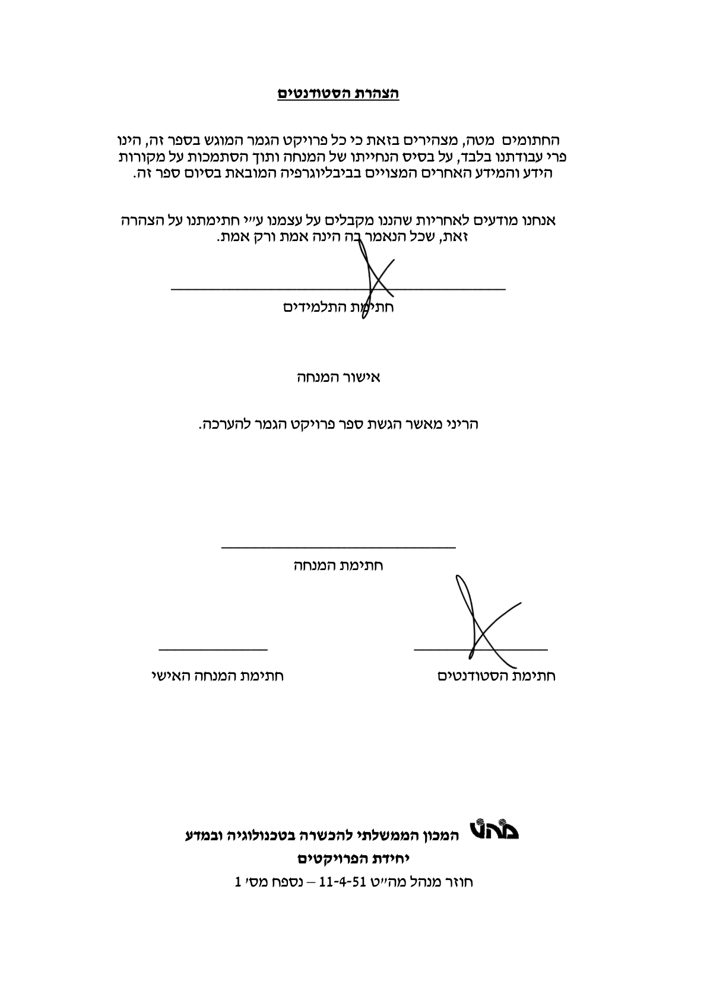 הצהרת הסטודנטים
החתומים מטה, מצהירים בזאת כי כל פרויקט הגמר המוגש בספר זה, הינו
פרי עבודתנו בלבד, על בסיס הנחייתו של המנחה ותוך הסתמכות על מקורות
הידע והמידע האחרים המצויים בביבליוגרפיה המובאת בסיום ספר זה.
אנחנו מודעים לאחריות שהננו מקבלים על עצמנו ע״י חתימתנו על הצהרה
זאת, שכל הנאמר בה הינה אמת ורק אמת.
חתימת התלמידים
אישור המנחה
הריני מאשר הגשת ספר פרויקט הגמר להערכה.
חתימת המנחה
חתימת הסטודנטים
חתימת המנחה האישי
מהט המכון הממשלתי להכשרה בטכנולוגיה ובמדע
יחידת הפרויקטים
חוזר מנהל מה״ט 11-4-51 – נספח מס׳ 1